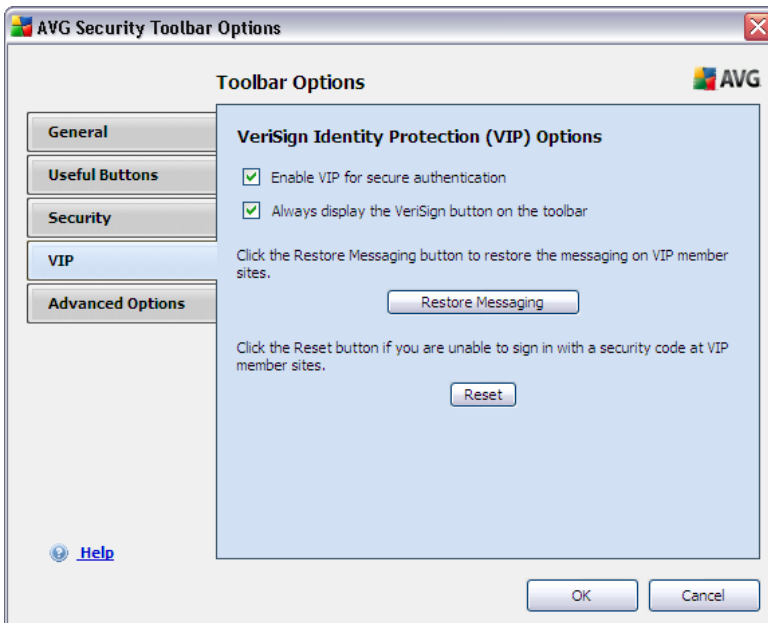 AVG Security Toolbar Options
Toolbar Options
AVG
General
Useful Buttons
Security
VIP
Advanced Options
VeriSign Identity Protection (VIP) Options
Enable VIP for secure authentication
Always display the VeriSign button on the toolbar
Click the Restore Messaging button to restore the messaging on VIP member
sites.
Restore Messaging
Click the Reset button if you are unable to sign in with a security code at VIP
member sites.
Reset
Help
OK
Cancel